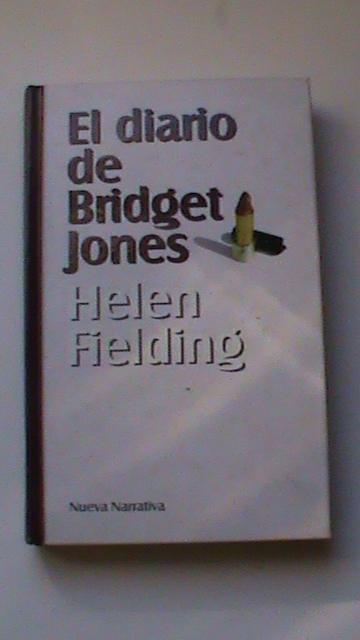 El diario
de
Bridget
Jones
Helen
Fielding
Nueva Narrativa